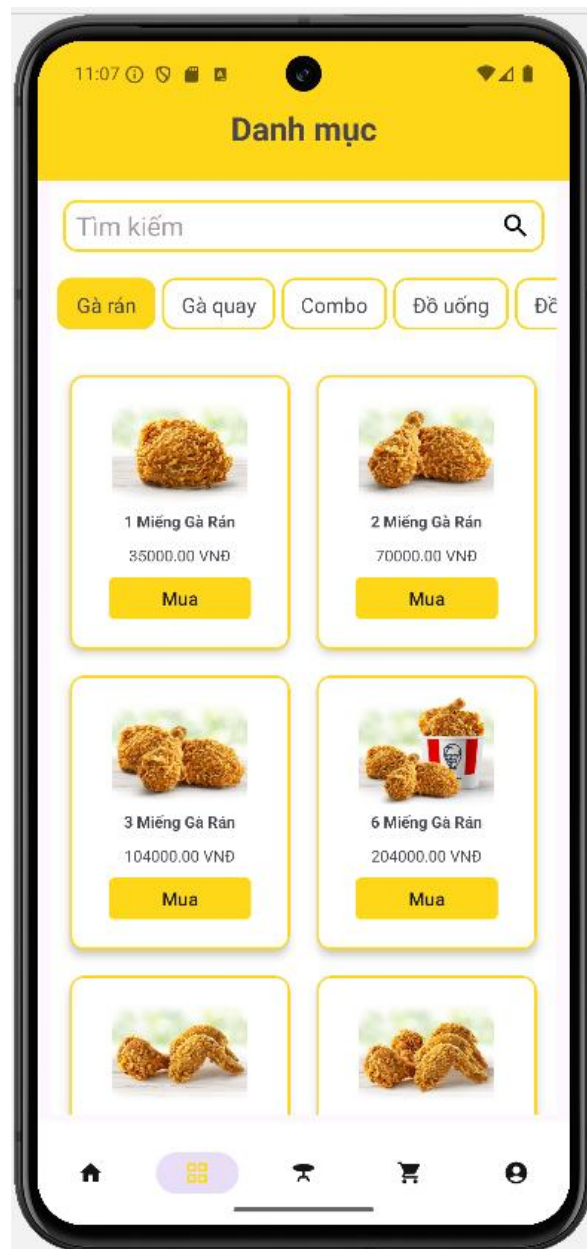 11:07
Danh mục
Tìm kiếm
Gà rán Gà quay Combo Đồ uống Đồ
1 Miếng Gà Rán 2 Miếng Gà Rán
35000.00 VNĐ 70000.00 VNĐ
Mua Mua
3 Miếng Gà Rán 6 Miếng Gà Rán
104000.00 VNĐ 204000.00 VNĐ
Mua Mua